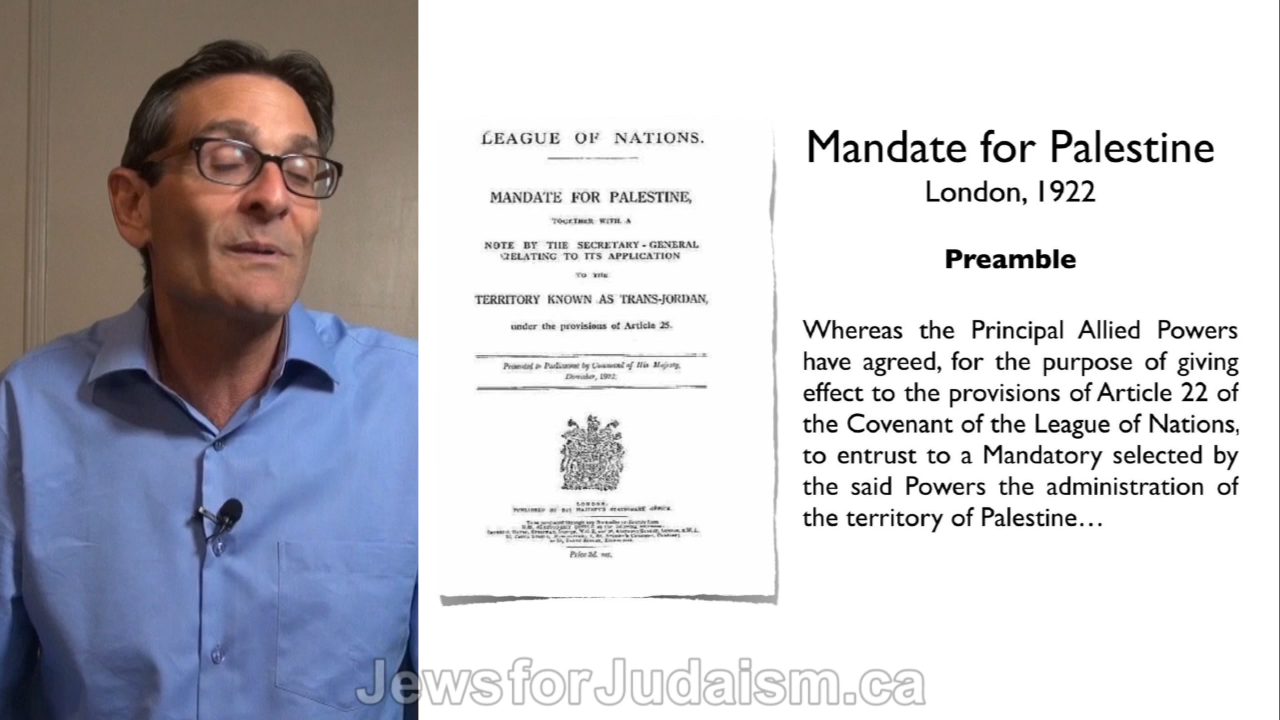 LEAGUE OF NATIONS.
MANDATE FOR PALESTINE,
TOGETHER WITH A
NOTE BY THE SECRETARY - GENERAL
RELATING TO ITS APPLICATION
TO THE
TERRITORY KNOWN AS TRANS-JORDAN,
under the provisions of Article 25.
Presented to Parliament by Command of His Majesty,
December, 1922.
LONDON:
PUBLISHED BY HIS MAJESTY'S STATIONERY OFFICE.
Price 2d. net.
Mandate for Palestine
London, 1922
Preamble
Whereas the Principal Allied Powers
have agreed, for the purpose of giving
effect to the provisions of Article 22 of
the Covenant of the League of Nations,
to entrust to a Mandatory selected by
the said Powers the administration of
the territory of Palestine…
JewsforJudaism.ca